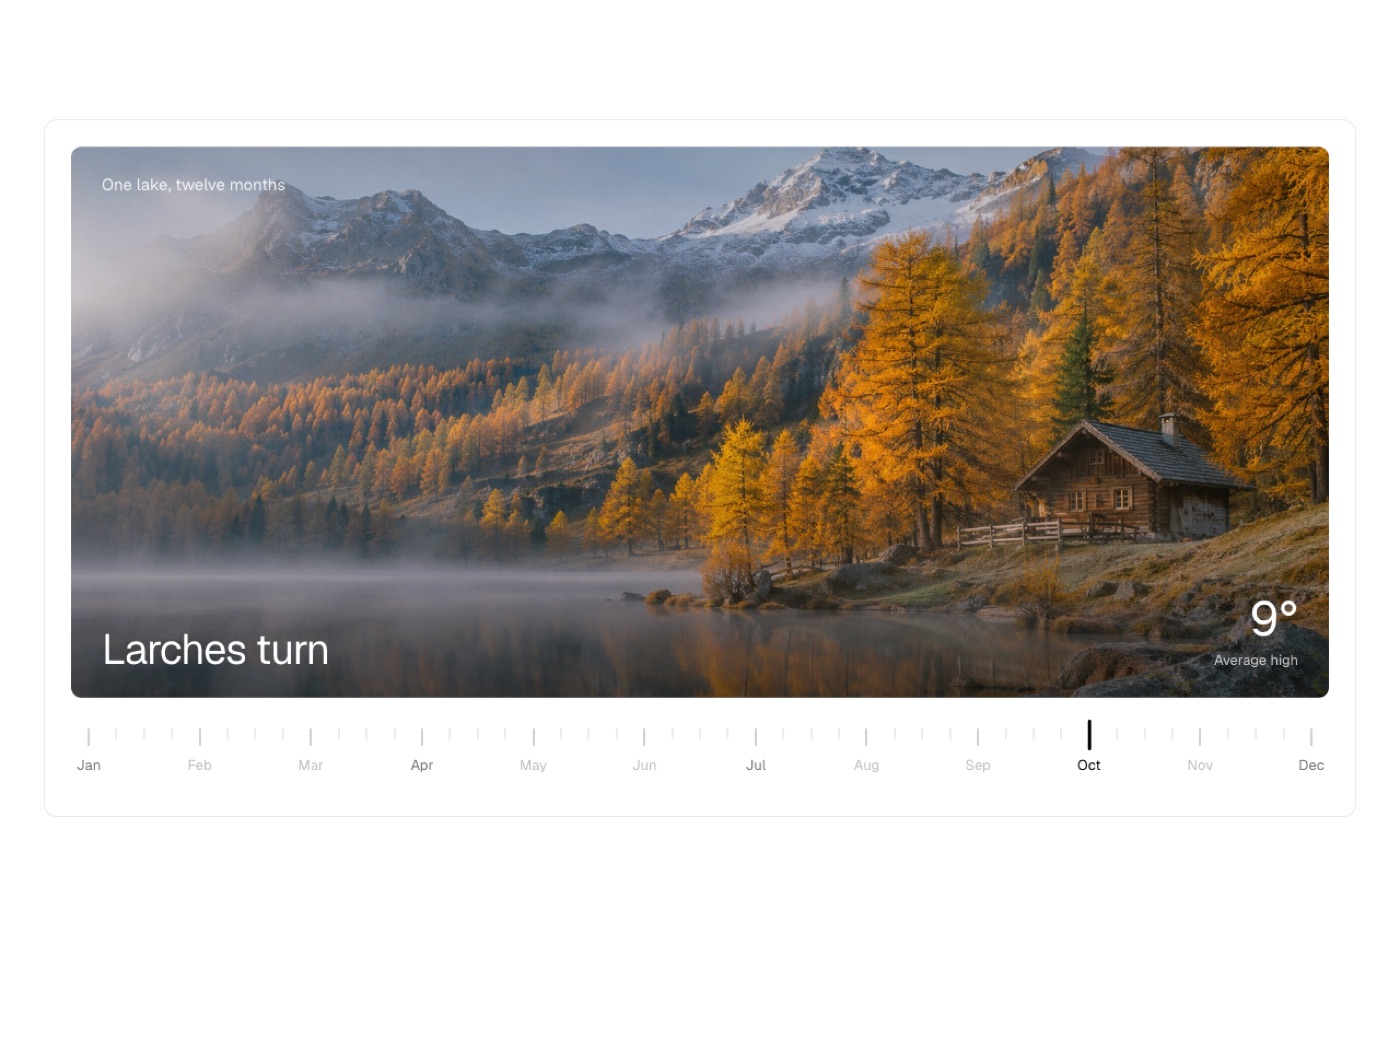 One lake, twelve months
Larches turn
9°
Average high
Jan Feb Mar Apr May Jun Jul Aug Sep Oct Nov Dec